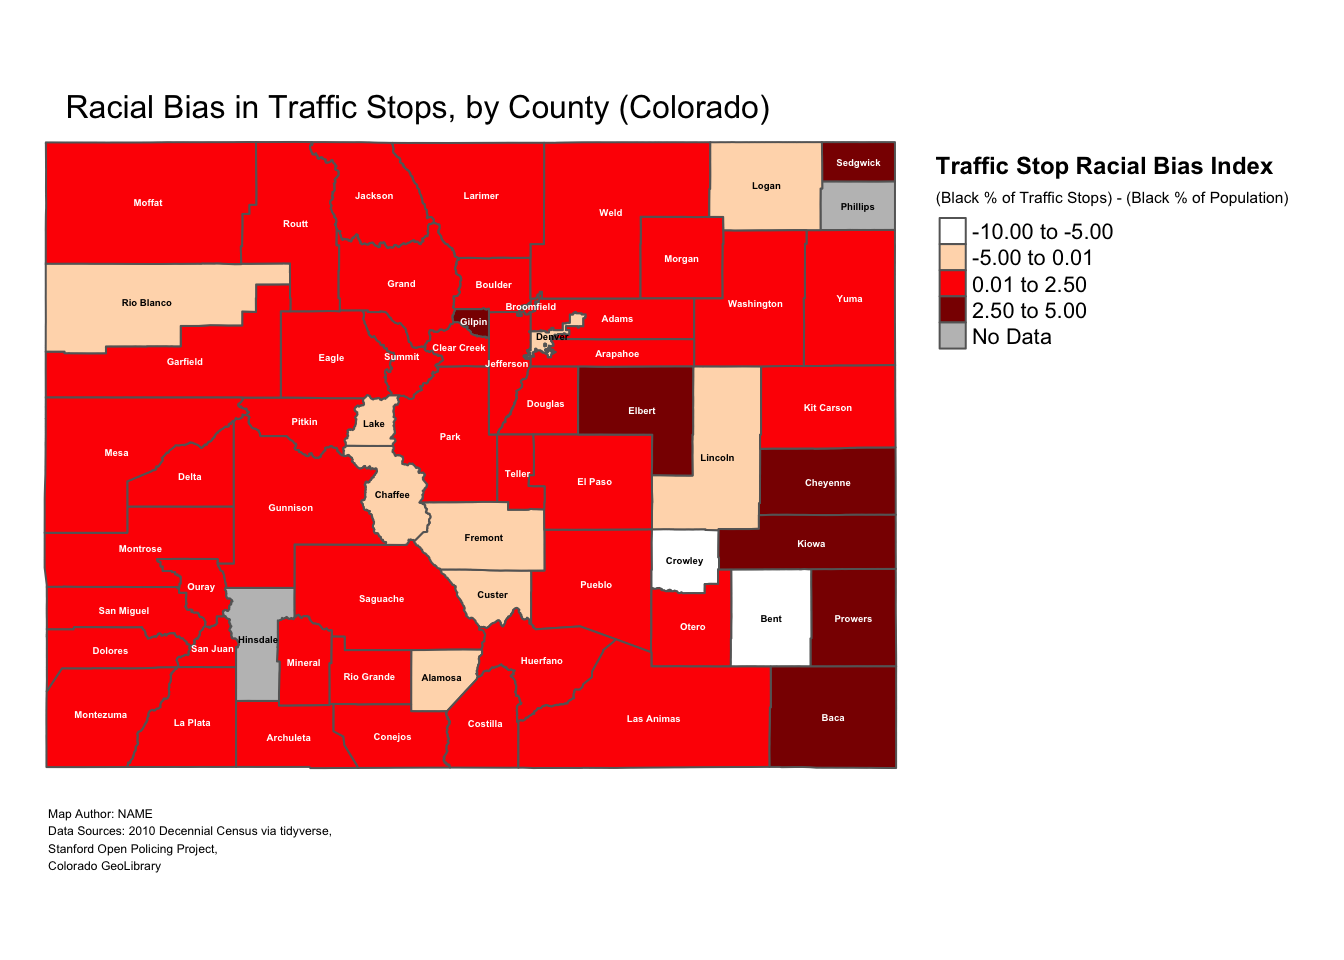 Racial Bias in Traffic Stops, by County (Colorado)
Traffic Stop Racial Bias Index
(Black % of Traffic Stops) - (Black % of Population)
-10.00 to -5.00
-5.00 to 0.01
0.01 to 2.50
2.50 to 5.00
No Data
Sedgwick
Logan
Moffat
Jackson
Larimer
Phillips
Weld
Routt
Morgan
Grand
Boulder
Yuma
Rio Blanco
Washington
Broomfield
Adams
Gilpin
Denver
Clear Creek
Arapahoe
Summit
Eagle
Garfield
Jefferson
Douglas
Kit Carson
Elbert
Pitkin
Lake
Park
Mesa
Lincoln
Teller
Delta
El Paso
Cheyenne
Chaffee
Gunnison
Fremont
Kiowa
Montrose
Crowley
Pueblo
Ouray
Custer
Saguache
San Miguel
Bent
Prowers
Otero
Hinsdale
San Juan
Dolores
Huerfano
Mineral
Rio Grande
Alamosa
Montezuma
Baca
Las Animas
La Plata
Costilla
Conejos
Archuleta
Map Author: NAME
Data Sources: 2010 Decennial Census via tidyverse,
Stanford Open Policing Project,
Colorado GeoLibrary